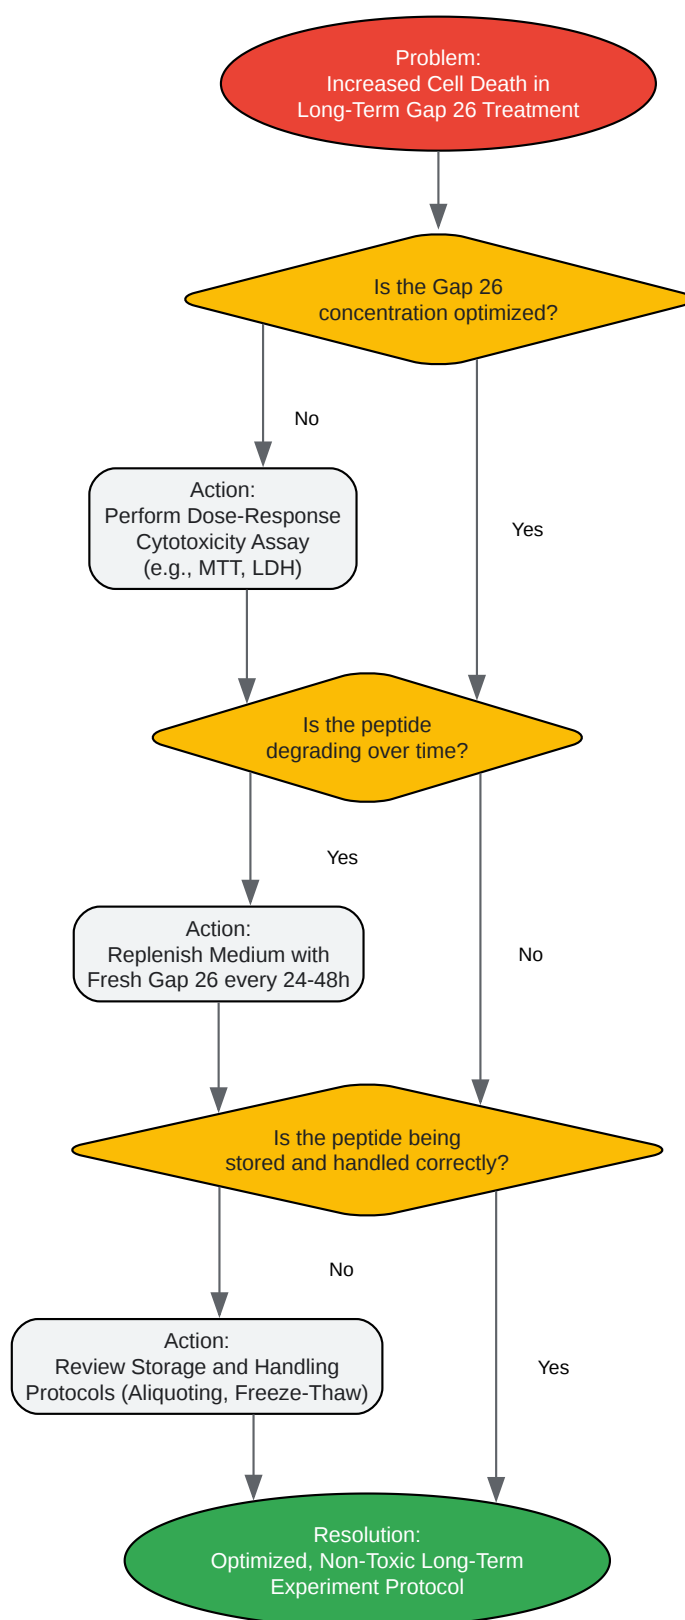 Problem:
Increased Cell Death in
Long-Term Gap 26 Treatment
Is the Gap 26
concentration optimized?
No
Action:
Perform Dose-Response
Cytotoxicity Assay
(e.g., MTT, LDH)
Yes
Is the peptide
degrading over time?
Yes
Action:
Replenish Medium with
Fresh Gap 26 every 24-48h
No
Is the peptide being
stored and handled correctly?
No
Action:
Review Storage and Handling
Protocols (Aliquoting, Freeze-Thaw)
Yes
Resolution:
Optimized, Non-Toxic Long-Term
Experiment Protocol